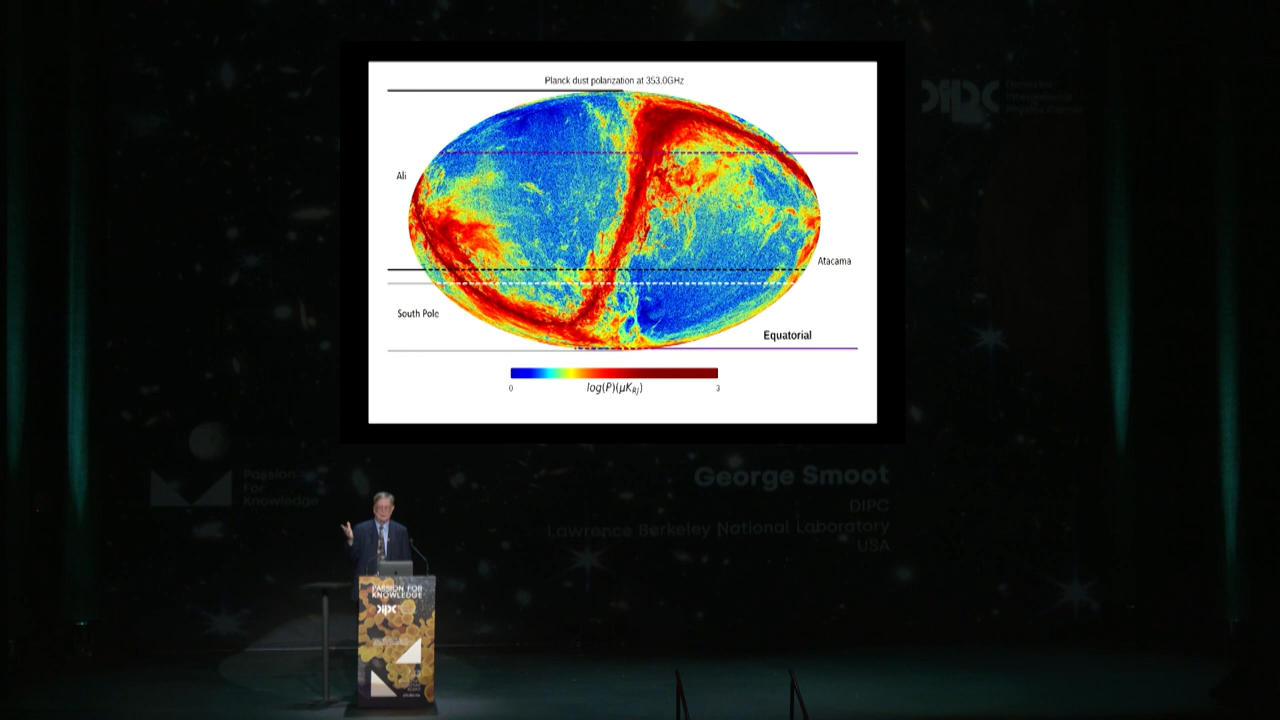 Planck dust polarization at 353.0GHz
Ali
Atacama
South Pole
Equatorial
0
3
log(P)(μK_RJ)
DIPC
Passion
For
Knowledge
George Smoot
DIPC
Lawrence Berkeley National Laboratory
USA
PASSION FOR
KNOWLEDGE
DIPC